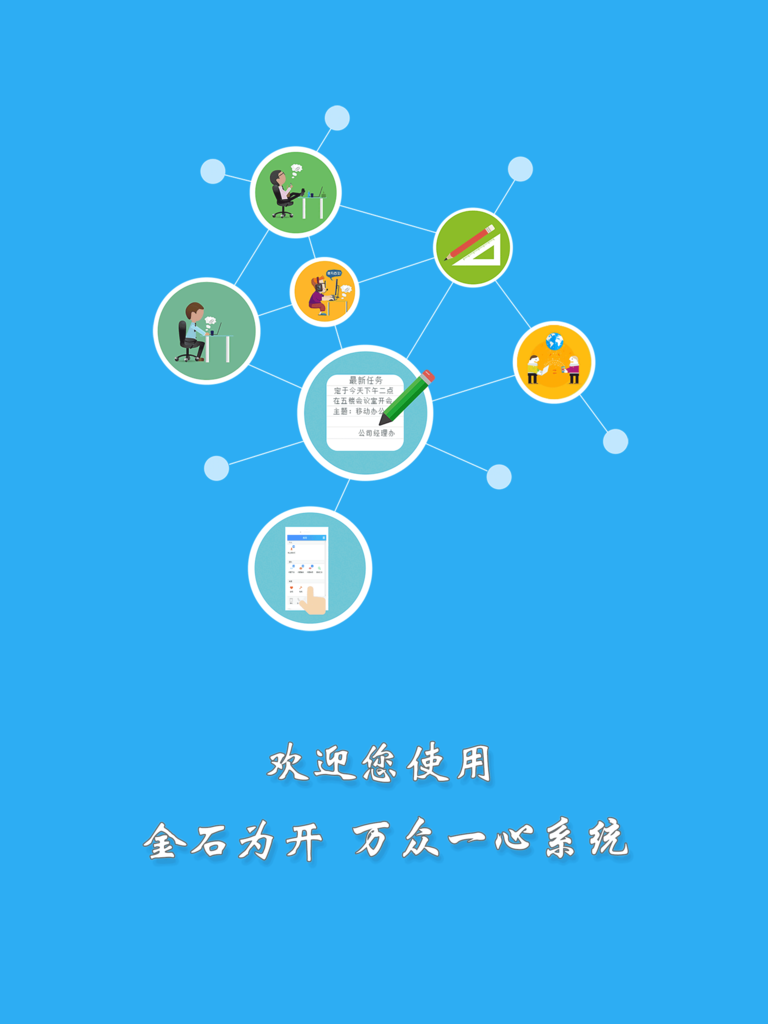 最新任务
定于今天下午二点
在五楼会议室开会
主题：移动办公
公司经理办
欢迎您使用
金石为开 万众一心系统